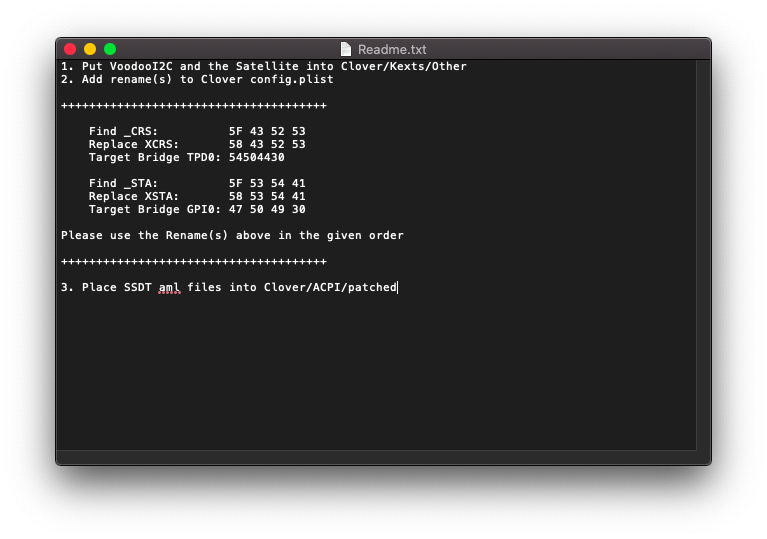 Readme.txt
1. Put VoodooI2C and the Satellite into Clover/Kexts/Other
2. Add rename(s) to Clover config.plist
++++++++++++++++++++++++++++++++++++++
Find _CRS: 5F 43 52 53
Replace XCRS: 58 43 52 53
Target Bridge TPD0: 54504430
Find _STA: 5F 53 54 41
Replace XSTA: 58 53 54 41
Target Bridge GPI0: 47 50 49 30
Please use the Rename(s) above in the given order
++++++++++++++++++++++++++++++++++++++
3. Place SSDT aml files into Clover/ACPI/patched